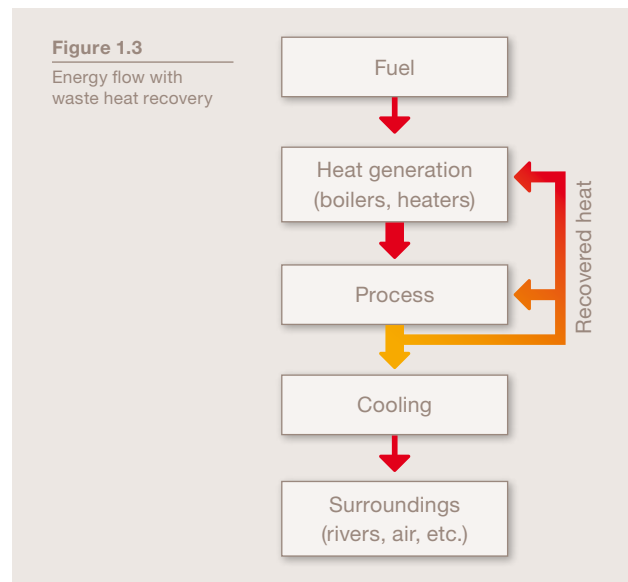 Figure 1.3
Energy flow with
waste heat recovery
Fuel
Heat generation
(boilers, heaters)
Process
Recovered heat
Cooling
Surroundings
(rivers, air, etc.)